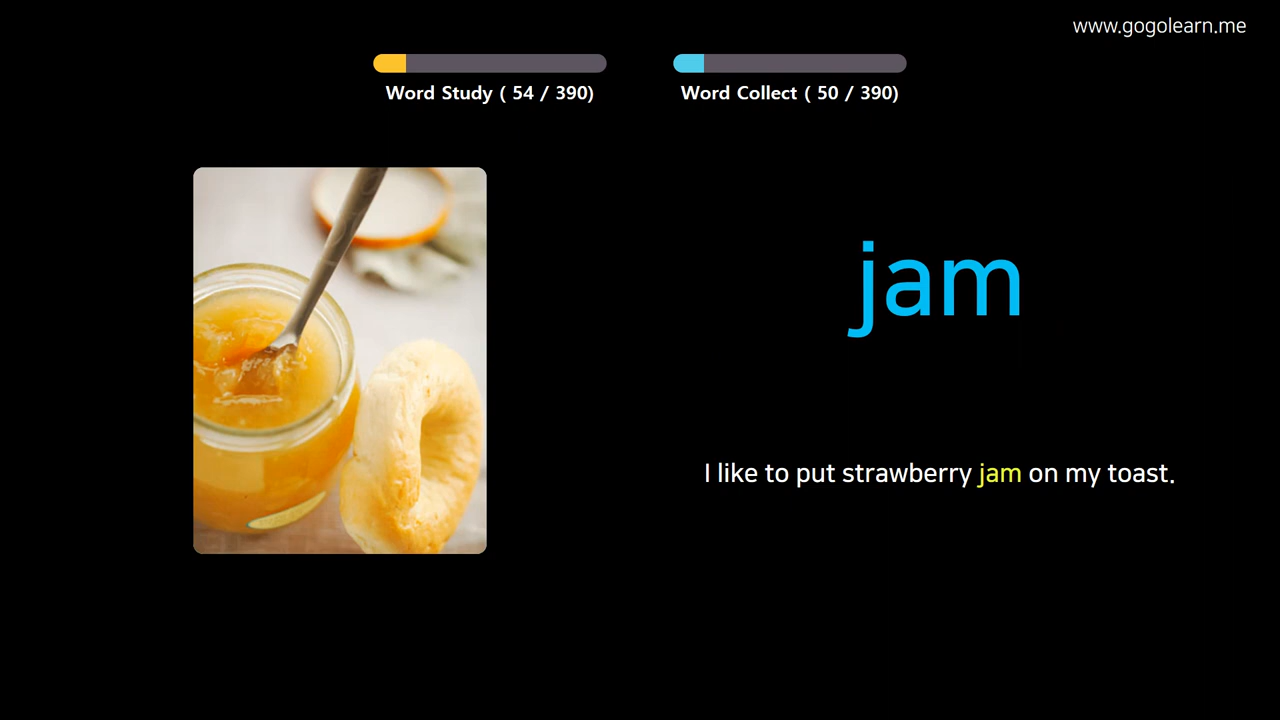 www.gogolearn.me
Word Study ( 54 / 390)
Word Collect ( 50 / 390)
jam
I like to put strawberry jam on my toast.